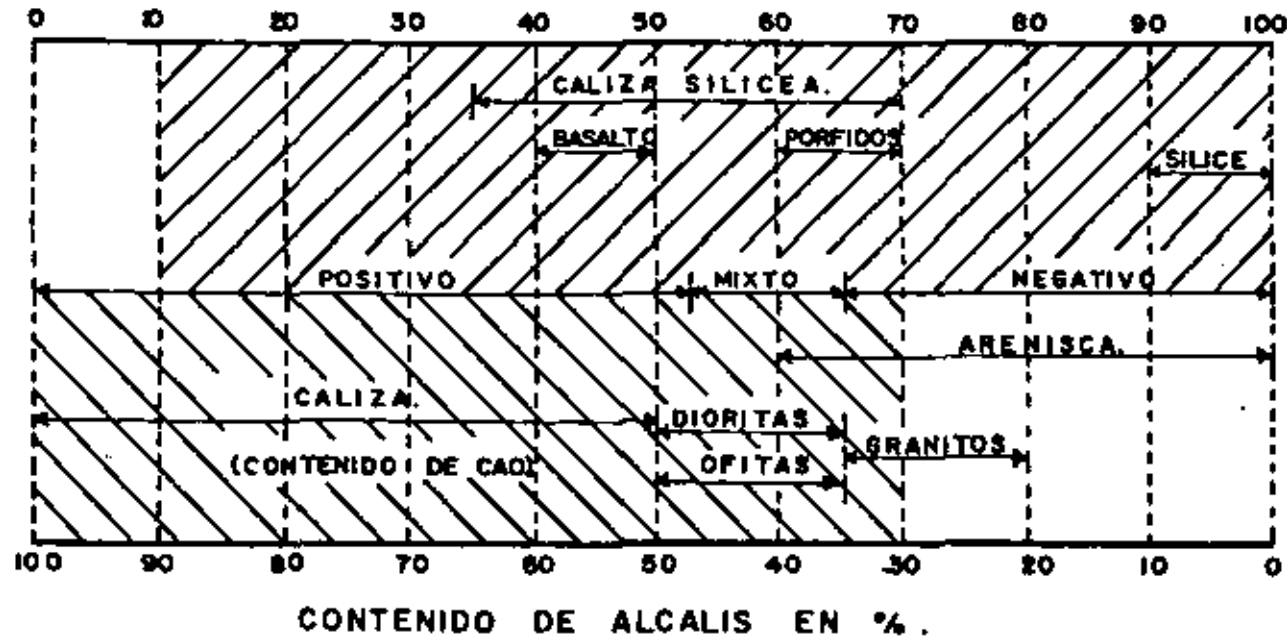 0 10 20 30 40 50 60 70 80 90 100
CALIZA SILICEA.
BASALTO PORFIDOS
SILICE
POSITIVO MIXTO NEGATIVO
ARENISCA.
CALIZA.
DIORITAS
GRANITOS
(CONTENIDO DE CAO) OFITAS
100 90 80 70 60 50 40 30 20 10 0
CONTENIDO DE ALCALIS EN %.